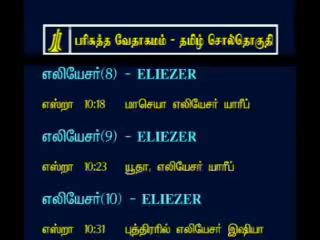 பரிசுத்த வேதாகமம் - தமிழ் சொல்தொகுதி
எலியேசர்(8) - ELIEZER
எஸ்றா 10:18 மாசெயா எலியேசர் யாரீப்
எலியேசர்(9) - ELIEZER
எஸ்றா 10:23 யூதா, எலியேசர் யாரீப்
எலியேசர்(10) - ELIEZER
எஸ்றா 10:31 புத்திரரில் எலியேசர் இஷியா